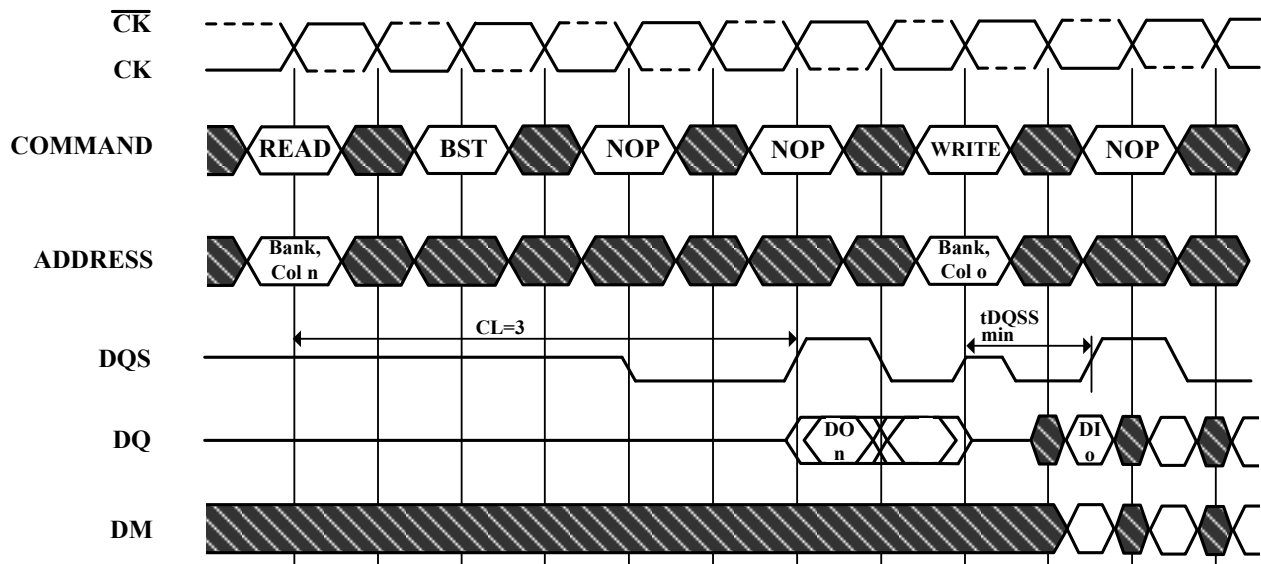 C̅K̅
CK
COMMAND READ BST NOP NOP WRITE NOP
ADDRESS Bank, Col n Bank, Col o
CL=3
tDQSS
min
DQS
DQ DO n DI o
DM